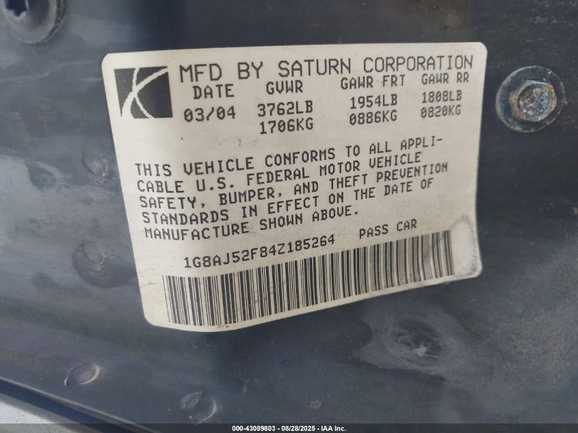 MFD BY SATURN CORPORATION
DATE GVWR GAWR FRT GAWR RR
03/04 3762LB 1954LB 1808LB
1706KG 0886KG 0820KG
THIS VEHICLE CONFORMS TO ALL APPLI-
CABLE U.S. FEDERAL MOTOR VEHICLE
SAFETY, BUMPER, AND THEFT PREVENTION
STANDARDS IN EFFECT ON THE DATE OF
MANUFACTURE SHOWN ABOVE.
1G8AJ52F84Z185264 PASS CAR
000-43089803 - 08/28/2025 - IAA Inc.